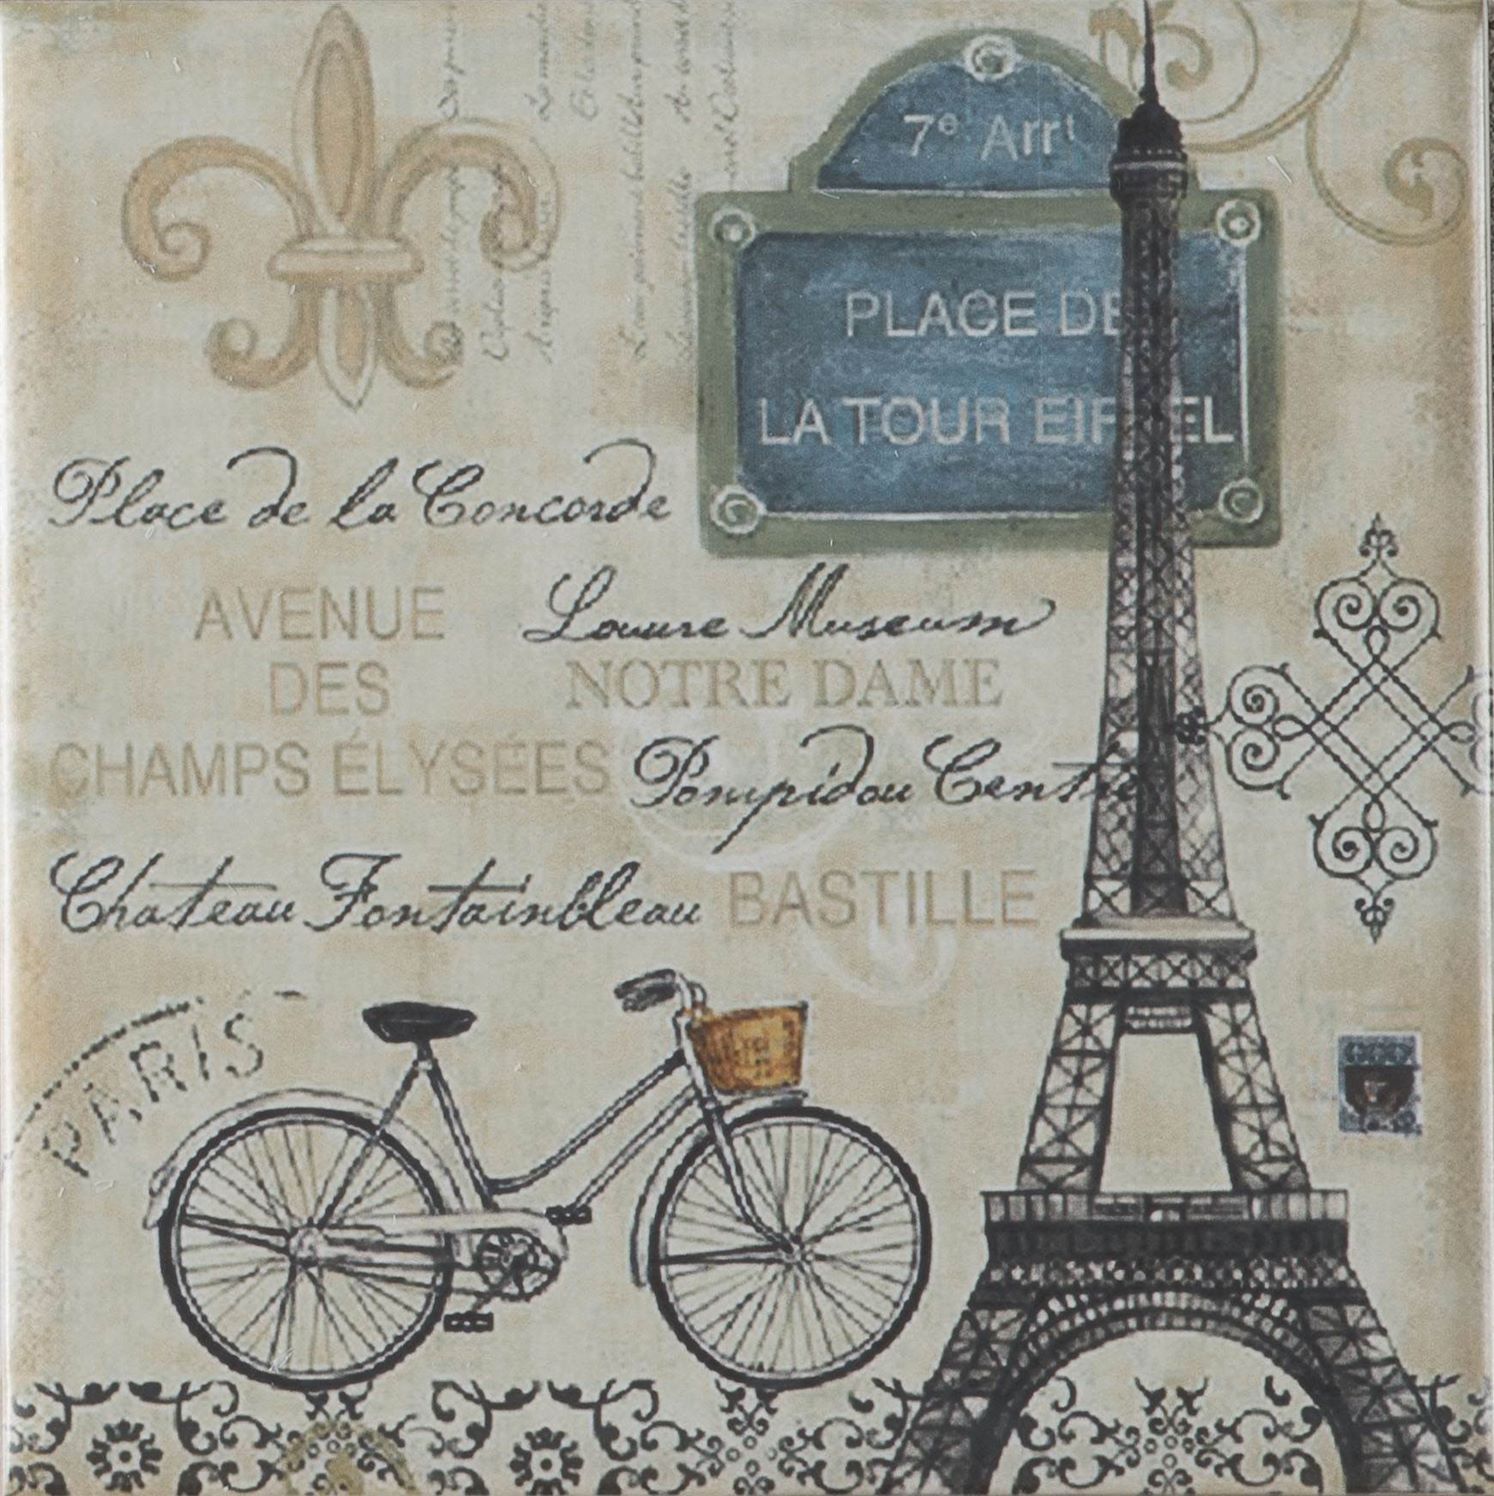 7e Arrt
PLACE DE
LA TOUR EIFFEL
Place de la Concorde
AVENUE
DES
CHAMPS ÉLYSÉES
Louvre Museum
NOTRE DAME
Pompidou Centre
Chateau Fontainbleau
BASTILLE
PARIS